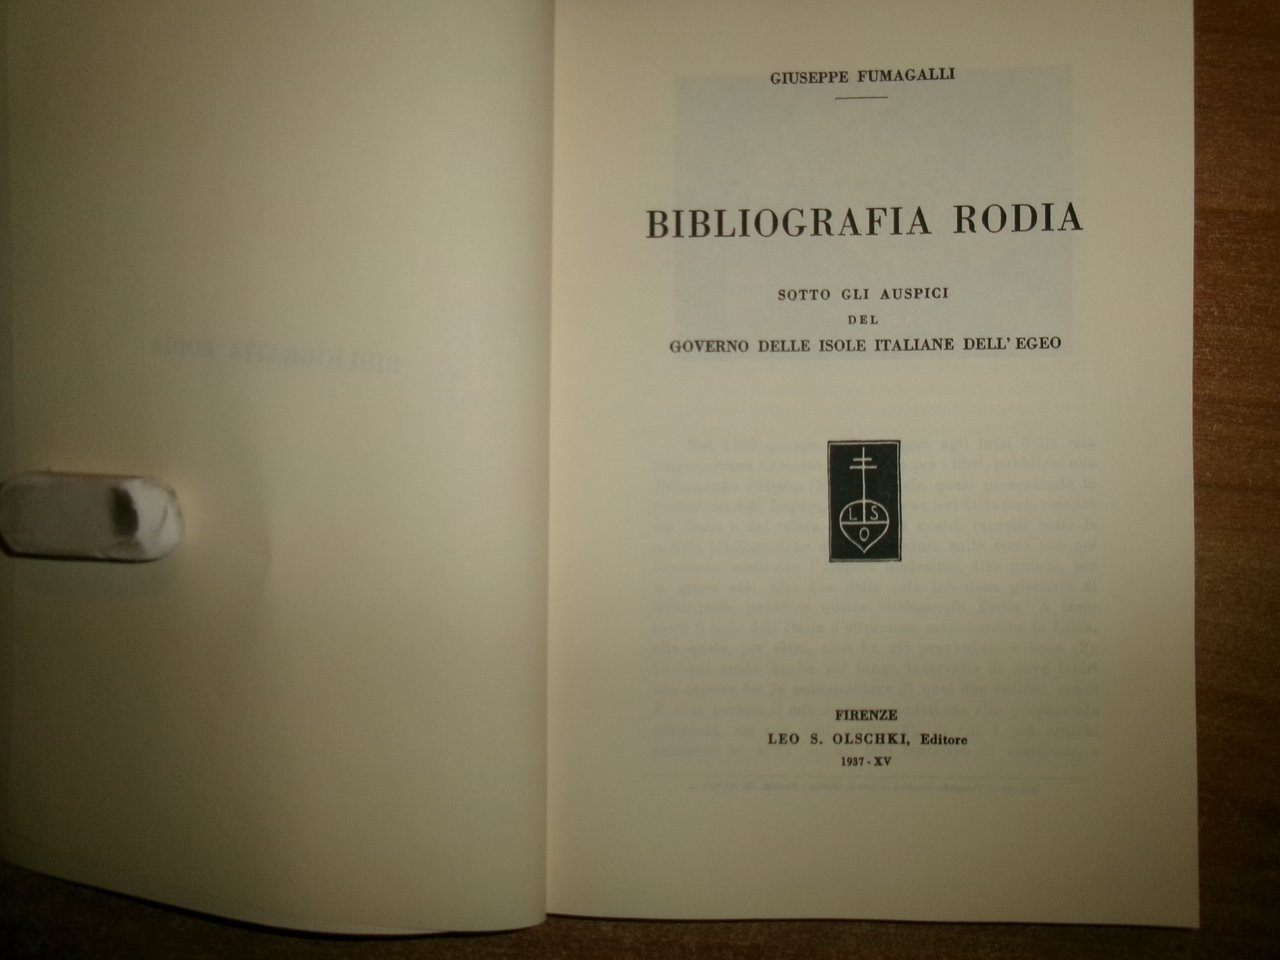 GIUSEPPE FUMAGALLI
BIBLIOGRAFIA RODIA
SOTTO GLI AUSPICI
DEL
GOVERNO DELLE ISOLE ITALIANE DELL' EGEO
L S
O
FIRENZE
LEO S. OLSCHKI, Editore
1937 - XV